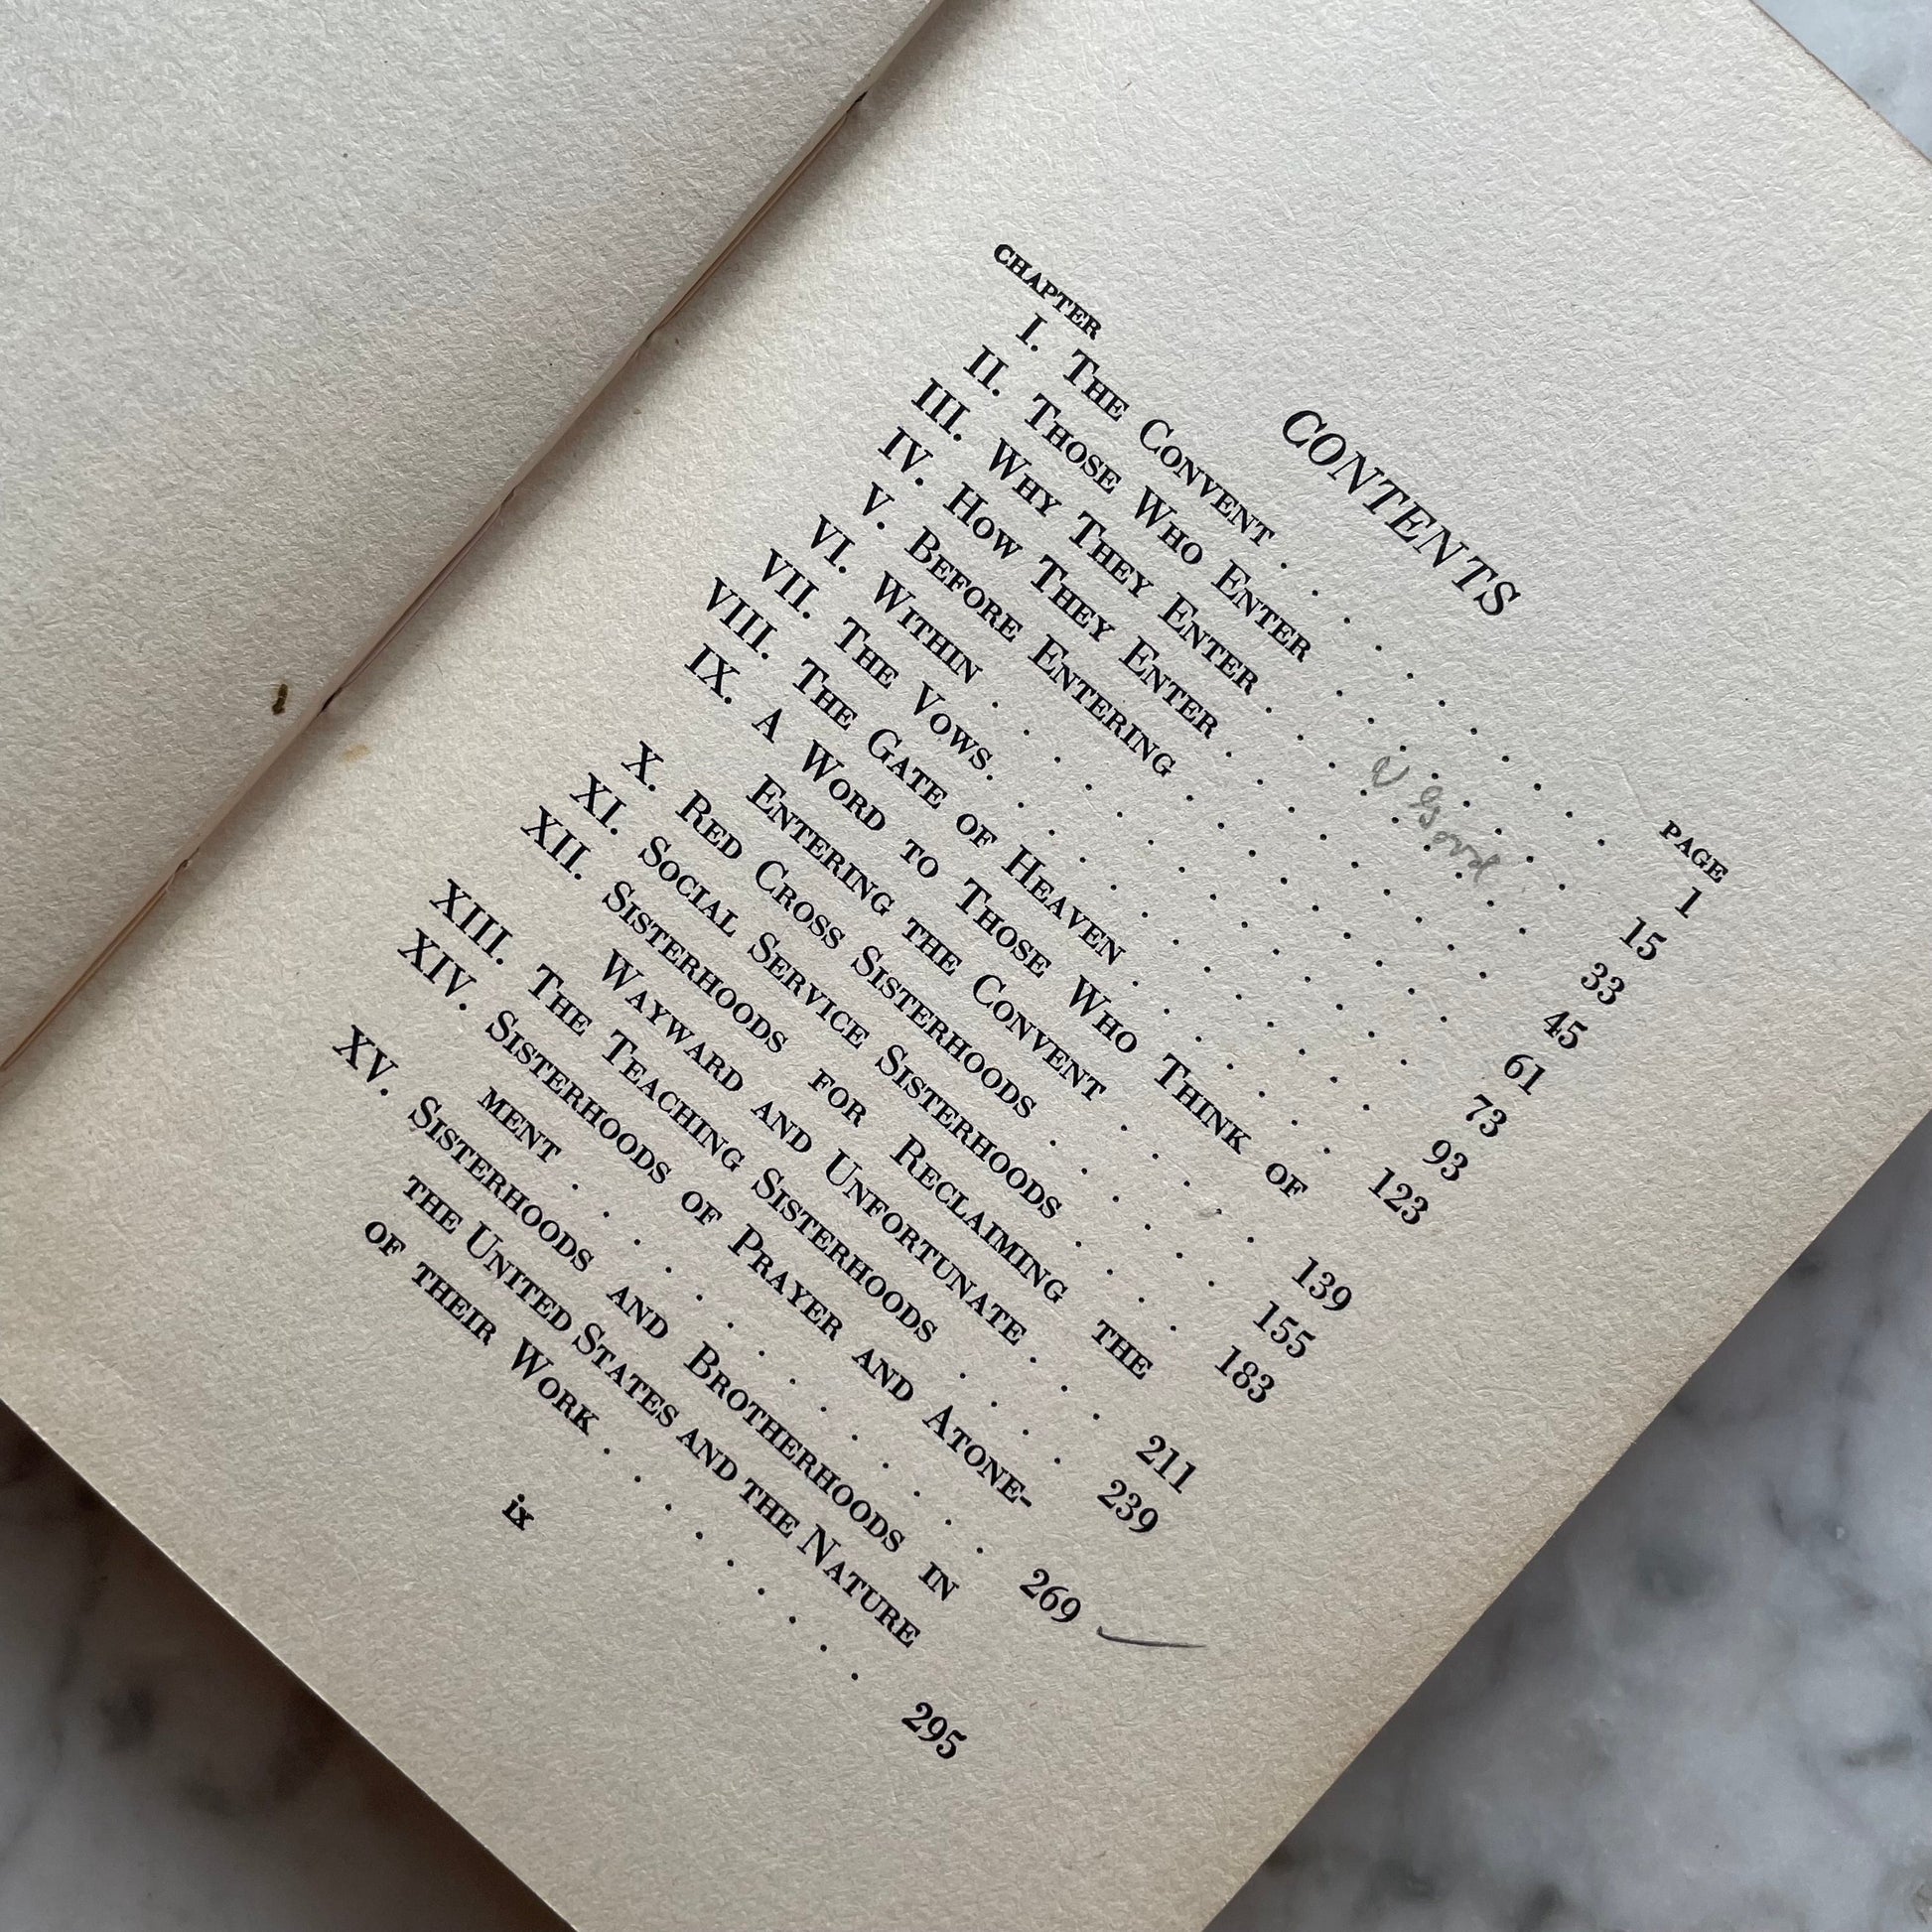 CONTENTS
CHAPTER PAGE
I. The Convent . . . . . . . . . . . 1
II. Those Who Enter . . . . . . . . . 15
III. Why They Enter . . . . . . . . . . 33
IV. How They Enter . . . . . . . . . . 45
V. Before Entering . . . . . . . . . . 61
VI. Within . . . . . . . . . . . . . . 73
VII. The Vows. . . . . . . . . . . . . 93
VIII. The Gate of Heaven . . . . . . . 123
IX. A Word to Those Who Think of
Entering the Convent . . . . . 139
X. Red Cross Sisterhoods . . . . . . 155
XI. Social Service Sisterhoods . . . . 183
XII. Sisterhoods for Reclaiming the
Wayward and Unfortunate . . . 211
XIII. The Teaching Sisterhoods . . . . 239
XIV. Sisterhoods of Prayer and Atone-
ment . . . . . . . . . . . . . . 269
XV. Sisterhoods and Brotherhoods in
the United States and the Nature
of their Work . . . . . . . . . 295
ix